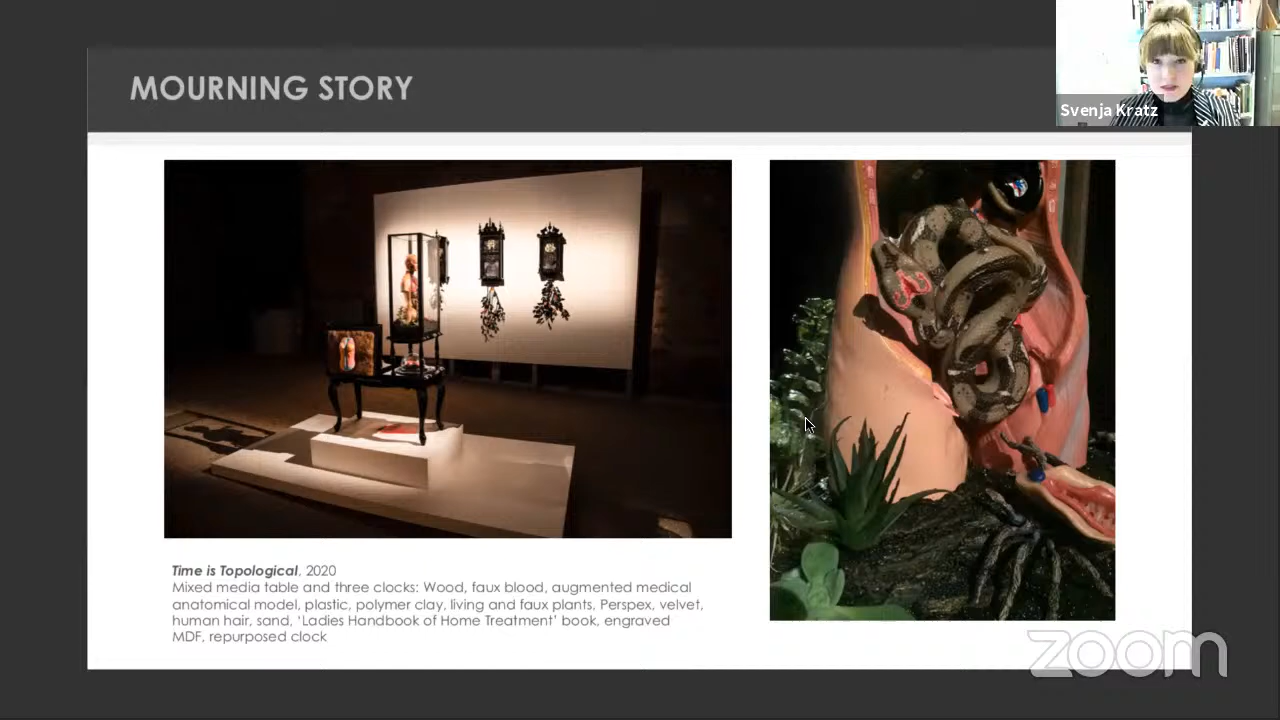 MOURNING STORY
Svenja Kratz
Time is Topological, 2020
Mixed media table and three clocks: Wood, faux blood, augmented medical
anatomical model, plastic, polymer clay, living and faux plants, Perspex, velvet,
human hair, sand, ‘Ladies Handbook of Home Treatment’ book, engraved
MDF, repurposed clock
zoom